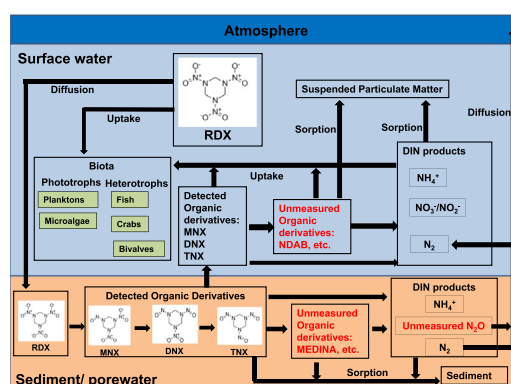 Atmosphere
Surface water
RDX
Diffusion
Uptake
Suspended Particulate Matter
Sorption
Sorption
Diffusion
Biota
Phototrophs
Heterotrophs
Planktons
Fish
Microalgae
Crabs
Bivalves
Uptake
Detected
Organic
derivatives:
MNX
DNX
TNX
Unmeasured
Organic
derivatives:
NDAB, etc.
DIN products
NH₄⁺
NO₃⁻/NO₂⁻
N₂
RDX
Detected Organic Derivatives
MNX
DNX
TNX
Unmeasured
Organic
derivatives:
MEDINA, etc.
DIN products
NH₄⁺
Unmeasured N₂O
N₂
Sorption
Sediment
Sediment/ porewater